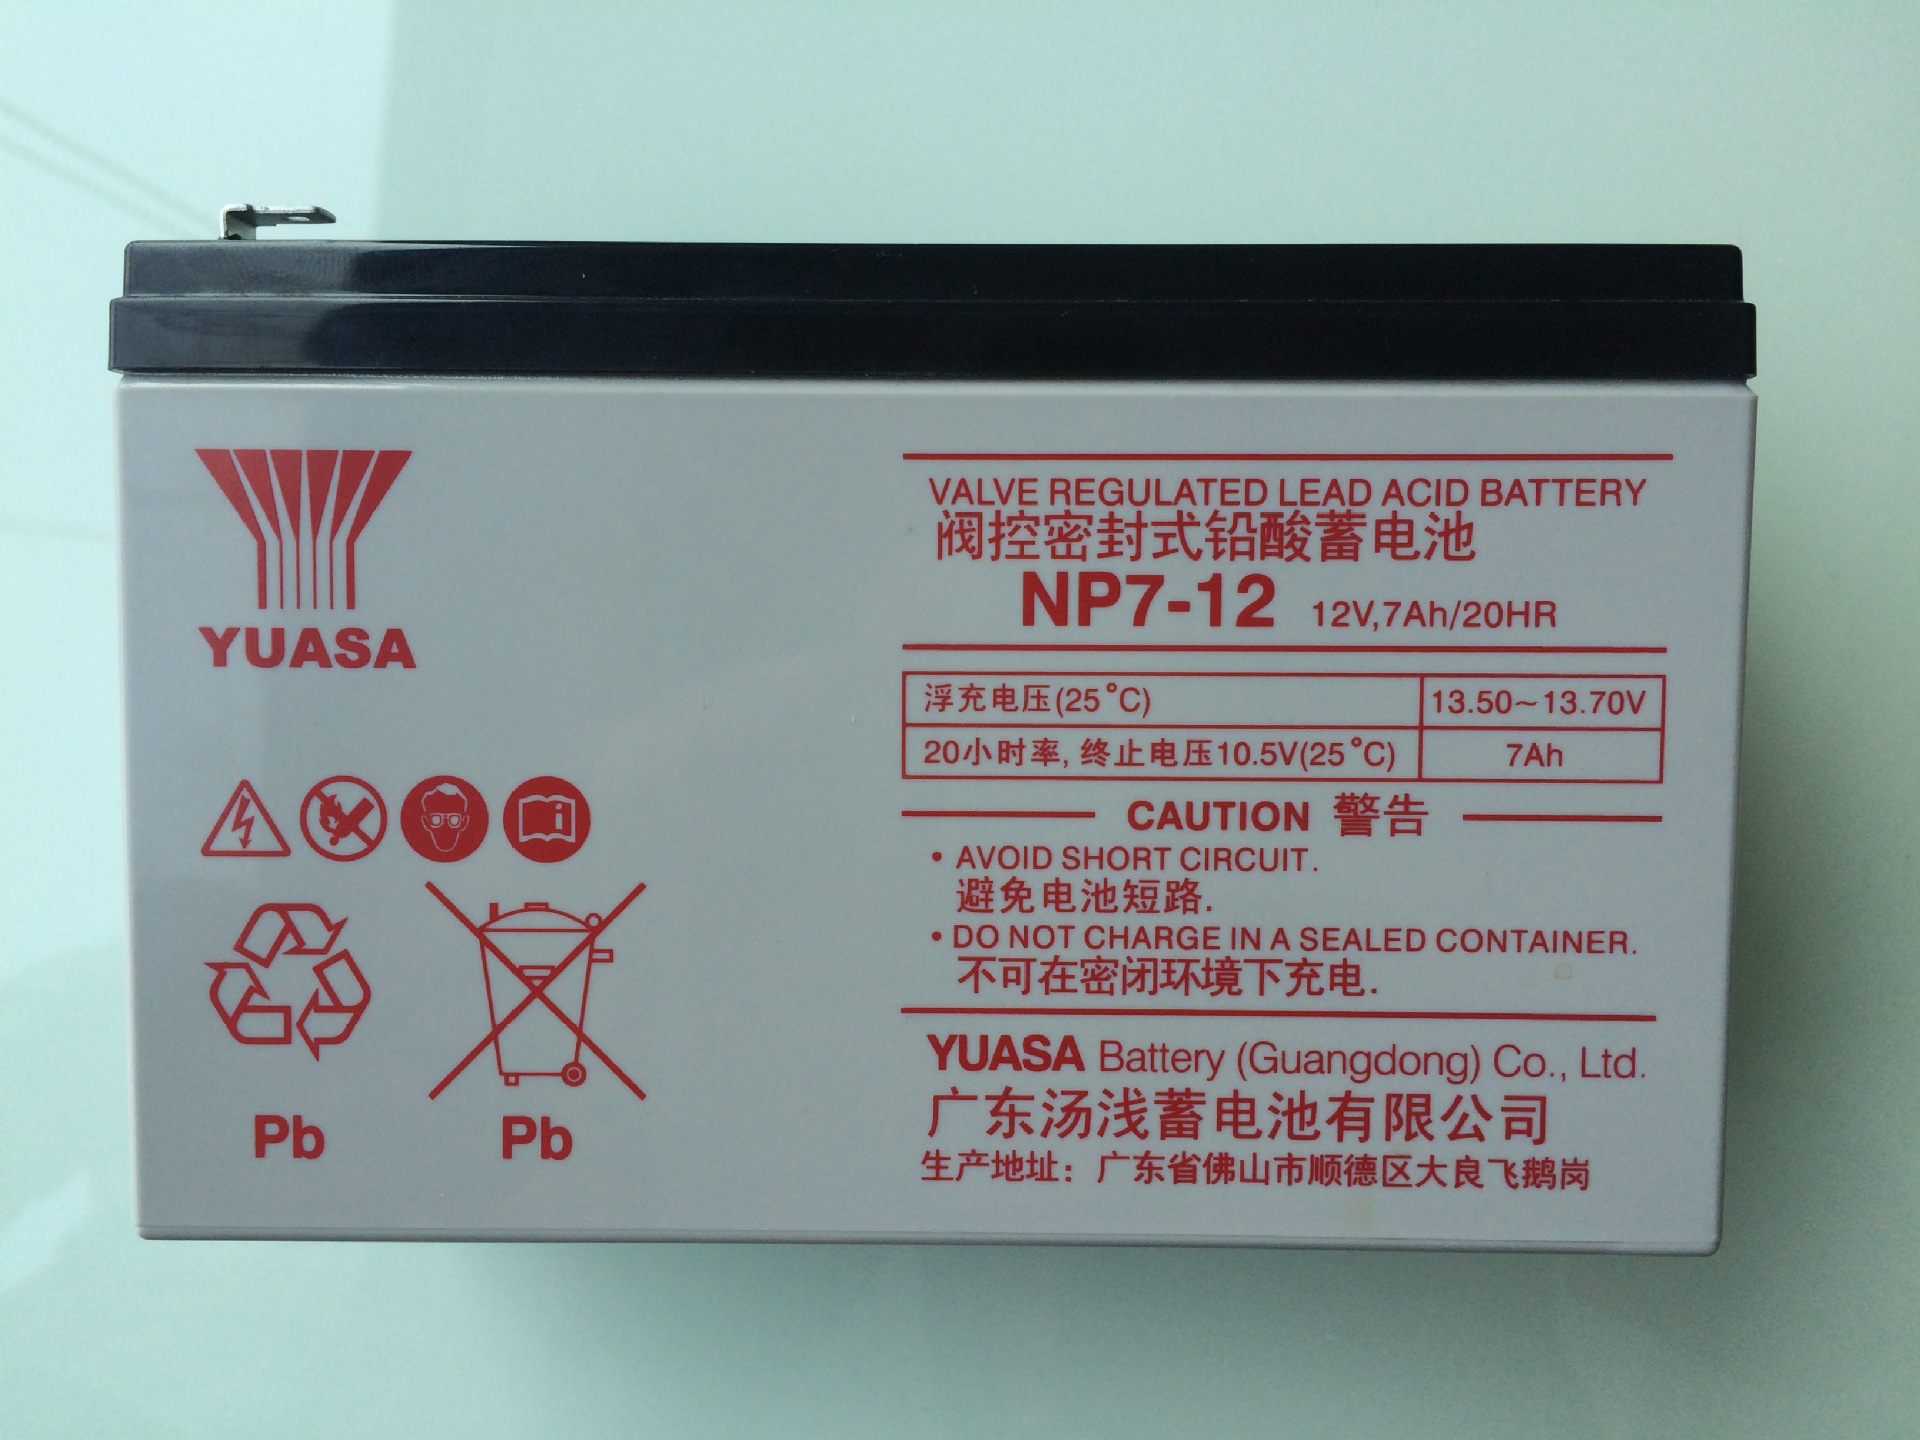 YUASA
Pb
Pb
VALVE REGULATED LEAD ACID BATTERY
阀控密封式铅酸蓄电池
NP7-12 12V,7Ah/20HR
浮充电压(25°C) 13.50~13.70V
20小时率, 终止电压10.5V(25°C) 7Ah
CAUTION 警告
• AVOID SHORT CIRCUIT.
避免电池短路.
• DO NOT CHARGE IN A SEALED CONTAINER.
不可在密闭环境下充电.
YUASA Battery (Guangdong) Co., Ltd.
广东汤浅蓄电池有限公司
生产地址：广东省佛山市顺德区大良飞鹅岗